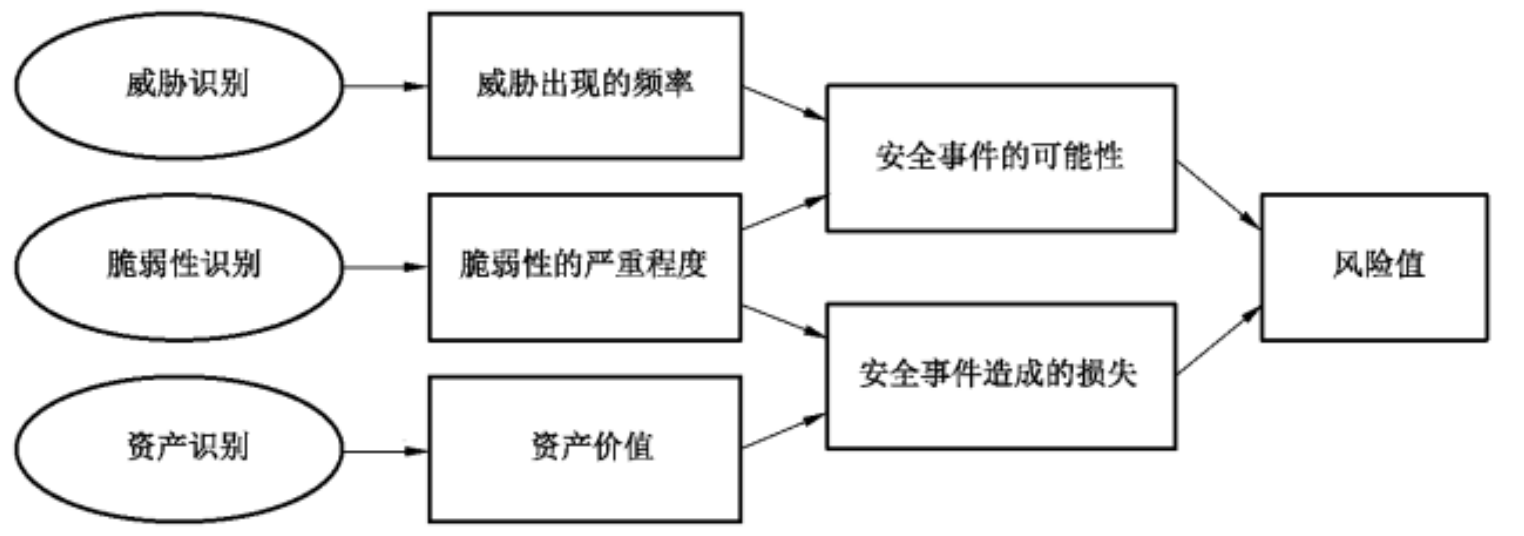 威胁识别
威胁出现的频率
安全事件的可能性
脆弱性识别
脆弱性的严重程度
风险值
安全事件造成的损失
资产识别
资产价值